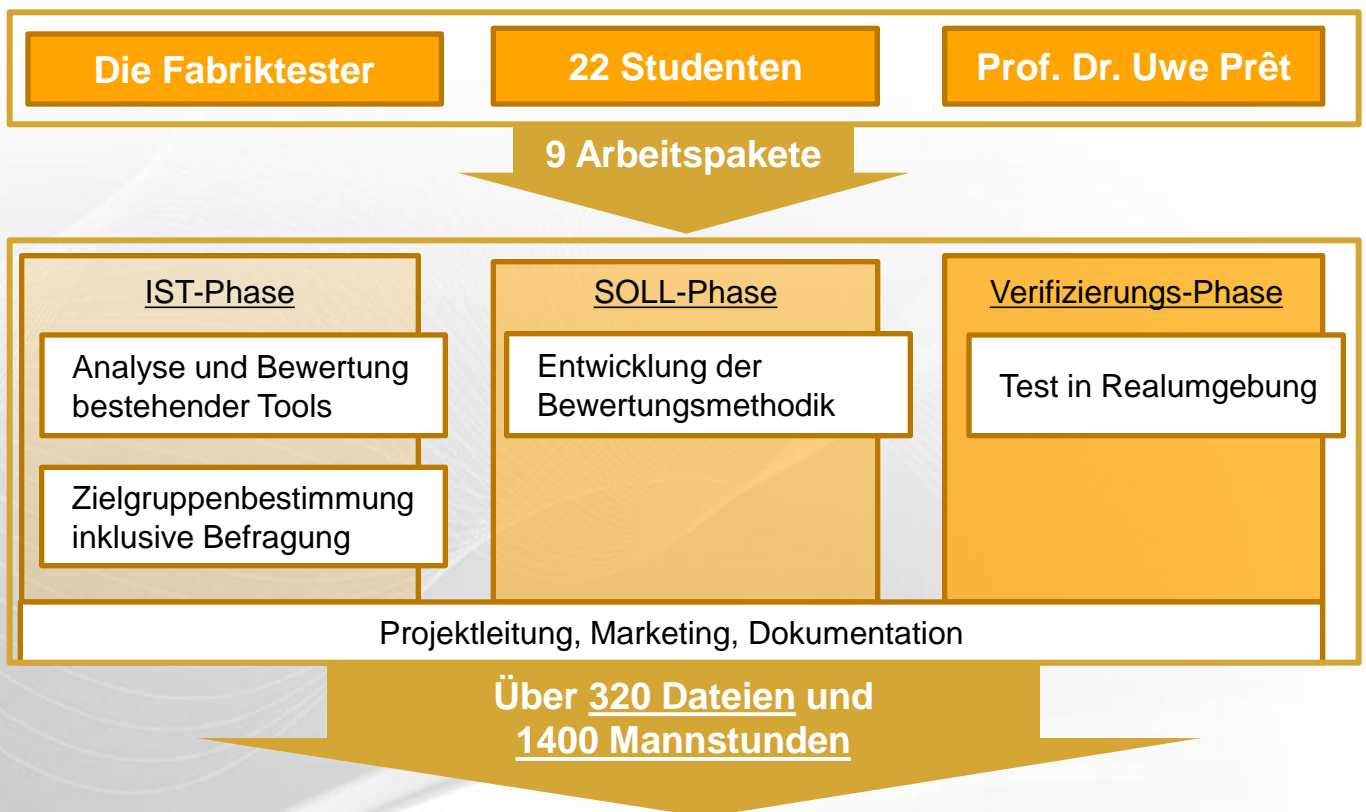 Die Fabriktester
22 Studenten
Prof. Dr. Uwe Prêt
9 Arbeitspakete
IST-Phase
Analyse und Bewertung
bestehender Tools
Zielgruppenbestimmung
inklusive Befragung
SOLL-Phase
Entwicklung der
Bewertungsmethodik
Verifizierungs-Phase
Test in Realumgebung
Projektleitung, Marketing, Dokumentation
Über 320 Dateien und
1400 Mannstunden